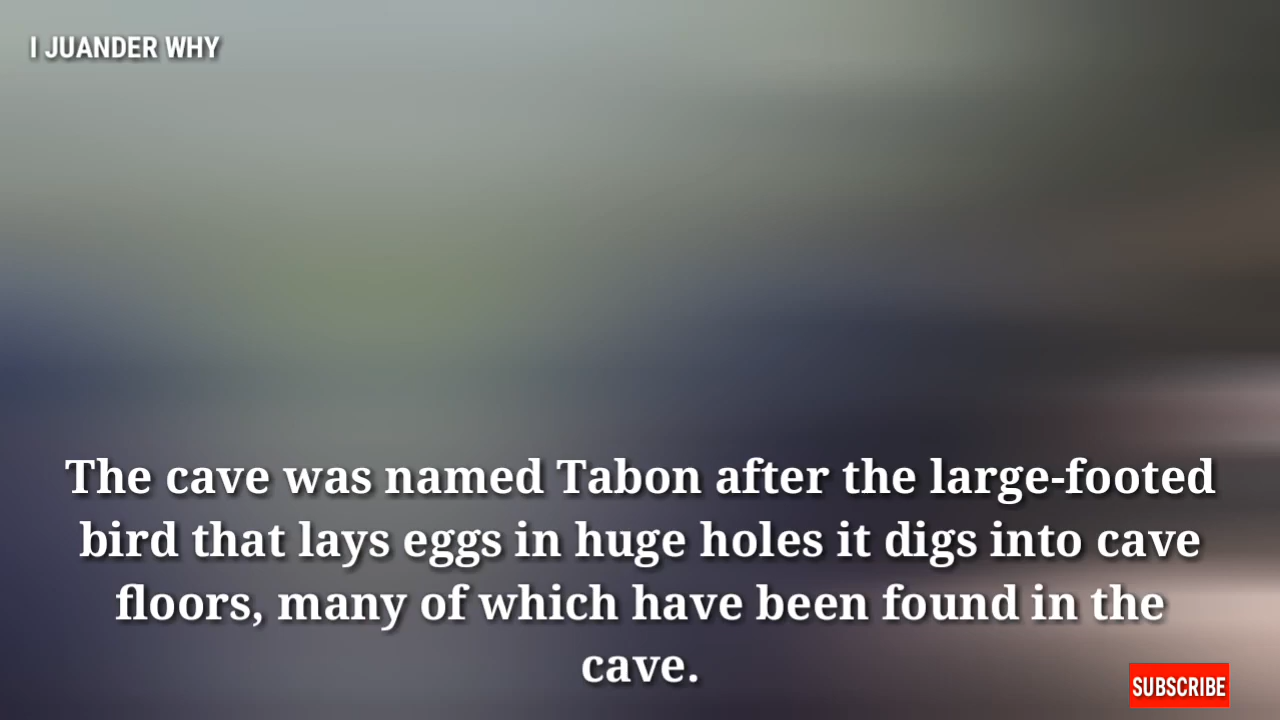 I JUANDER WHY
The cave was named Tabon after the large-footed
bird that lays eggs in huge holes it digs into cave
floors, many of which have been found in the
cave.
SUBSCRIBE